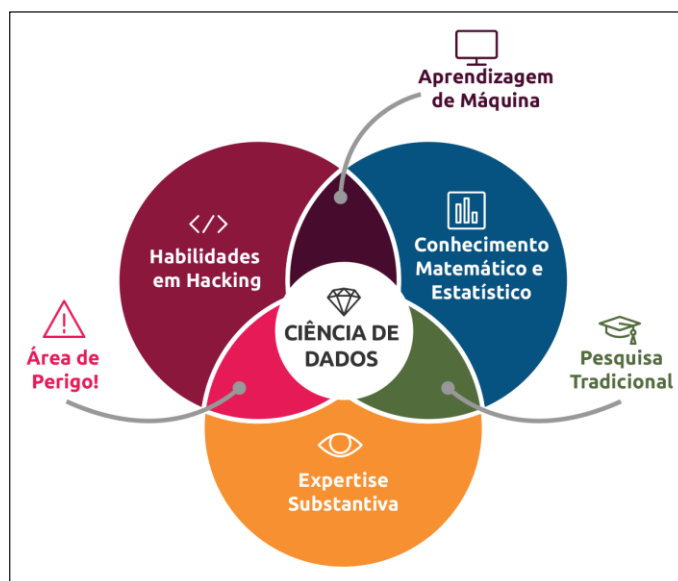 Aprendizagem
de Máquina
Habilidades
em Hacking
Conhecimento
Matemático e
Estatístico
CIÊNCIA DE
DADOS
Área de
Perigo!
Pesquisa
Tradicional
Expertise
Substantiva